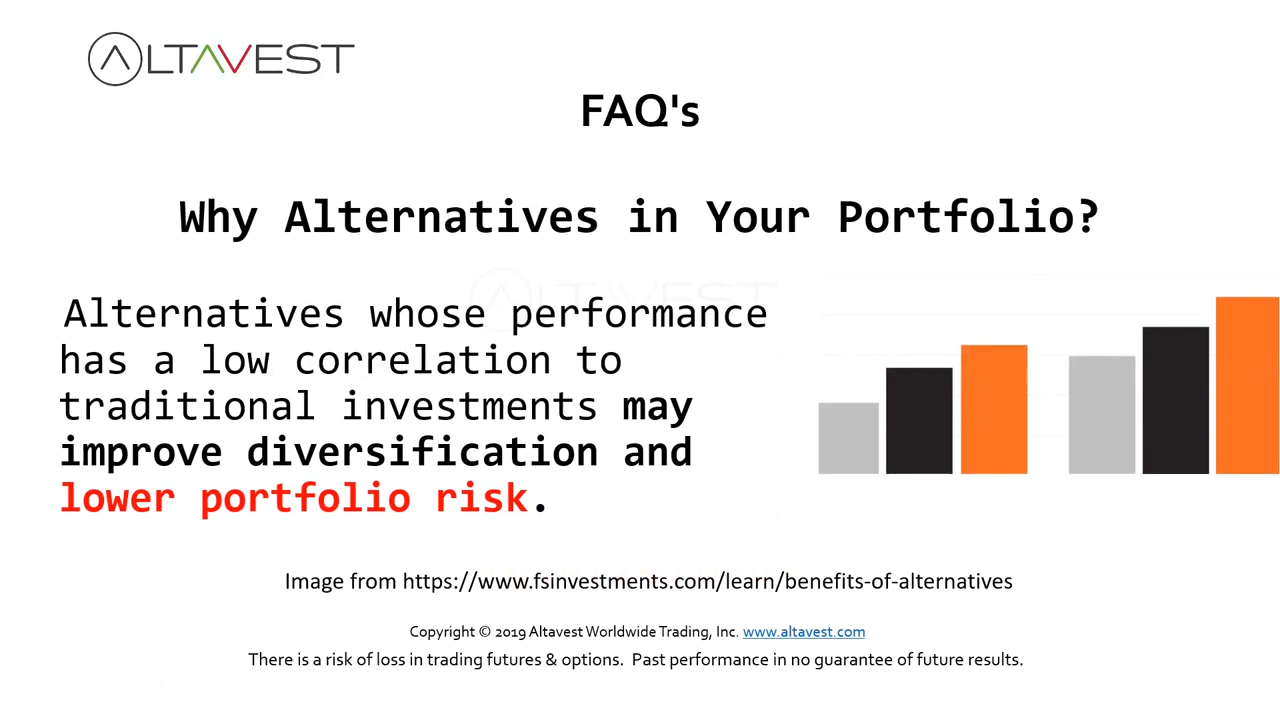 ALTAVEST
FAQ's
Why Alternatives in Your Portfolio?
ALTAVEST
Alternatives whose performance
has a low correlation to
traditional investments may
improve diversification and
lower portfolio risk.
Image from https://www.fsinvestments.com/learn/benefits-of-alternatives
Copyright © 2019 Altavest Worldwide Trading, Inc. www.altavest.com
There is a risk of loss in trading futures & options. Past performance in no guarantee of future results.